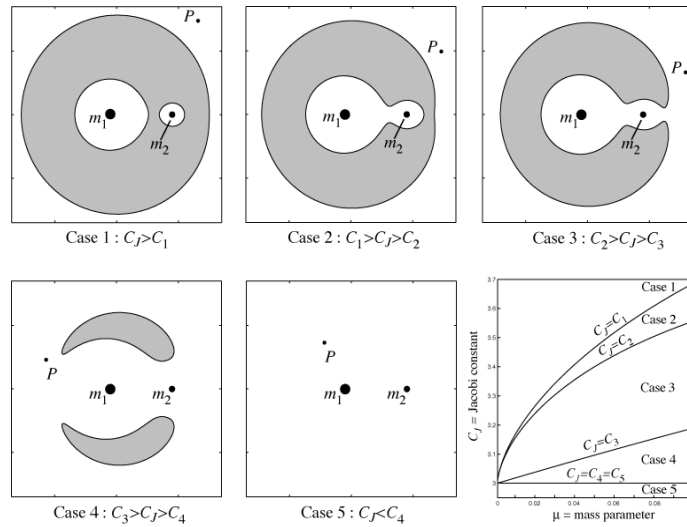 P
m1
m2
Case 1 : CJ>C1
P
m1
m2
Case 2 : C1>CJ>C2
P
m1
m2
Case 3 : C2>CJ>C3
P
m1
m2
Case 4 : C3>CJ>C4
P
m1
m2
Case 5 : CJ<C4
CJ = Jacobi constant
3.7
3.6
3.5
3.4
3.3
3.2
3.1
3
Case 1
CJ=C1
Case 2
CJ=C2
Case 3
CJ=C3
Case 4
CJ=C4=C5
Case 5
0
0.02
0.04
0.06
0.08
μ = mass parameter